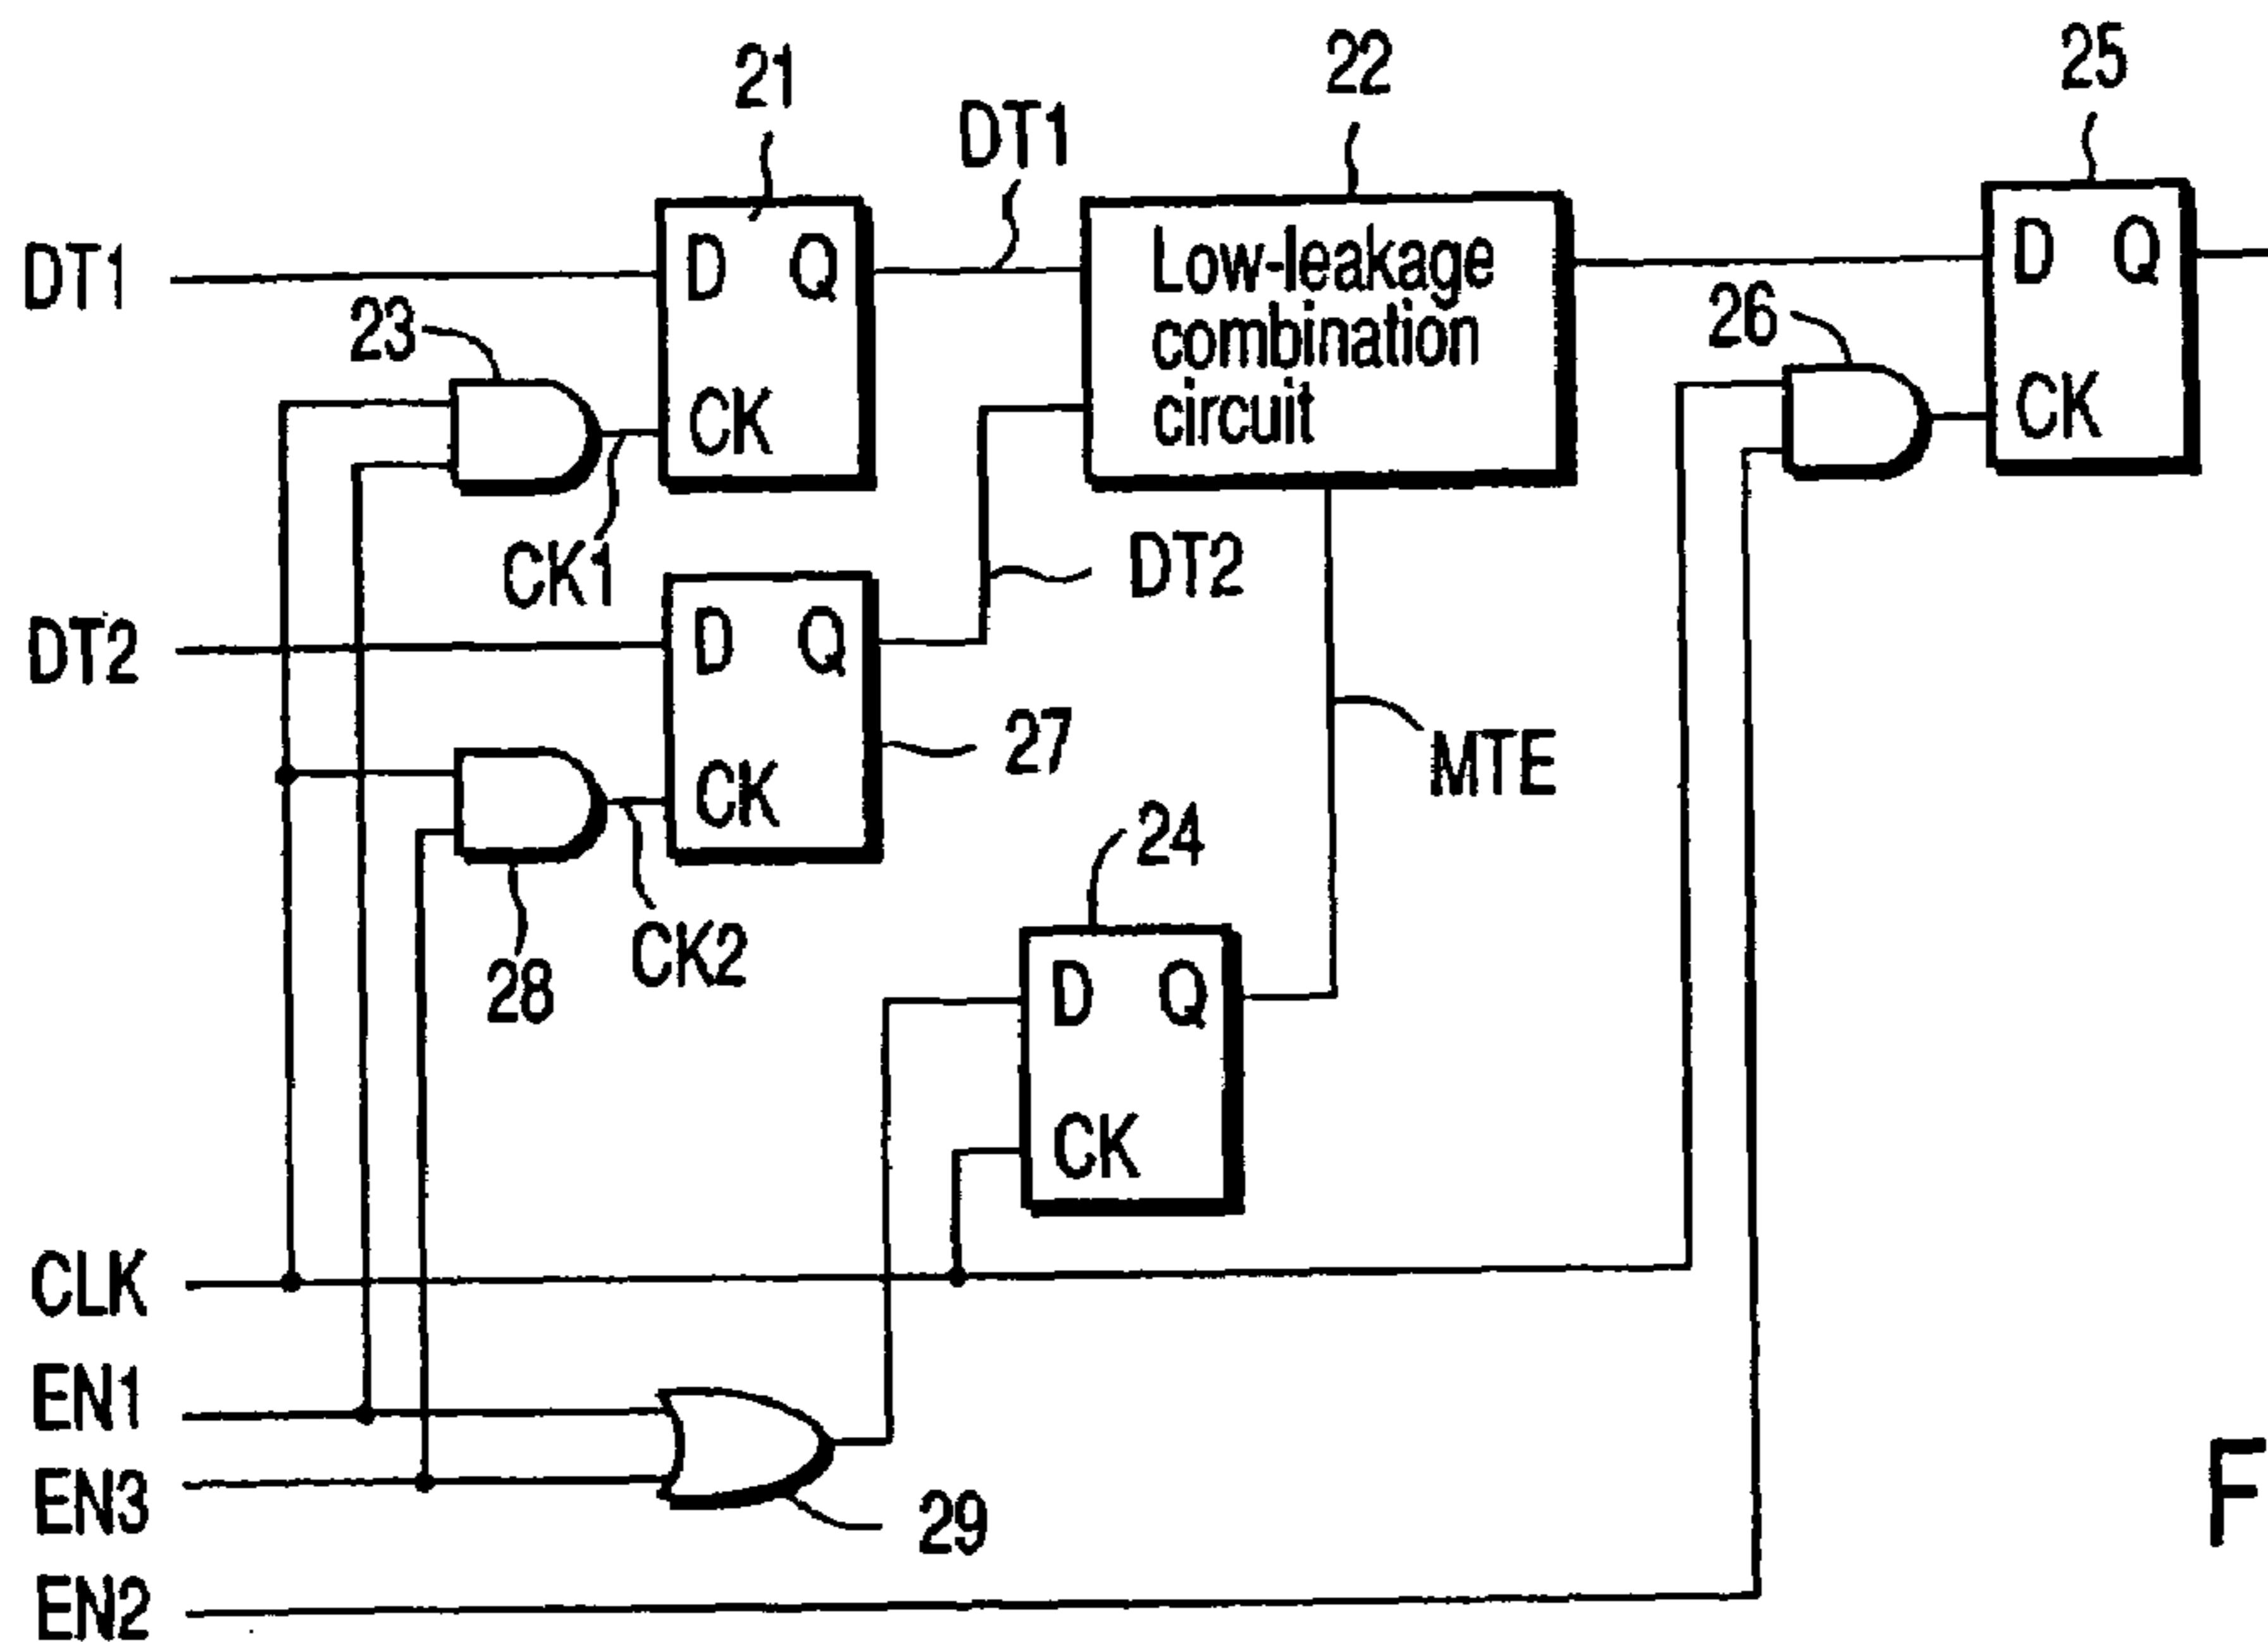 21
22
25
DT1
DT1
D Q
CK
Low-leakage
combination
circuit
D Q
CK
23
26
CK1
DT2
DT2
D Q
CK
27
MTE
28
CK2
24
D Q
CK
CLK
EN1
EN3
29
EN2
F